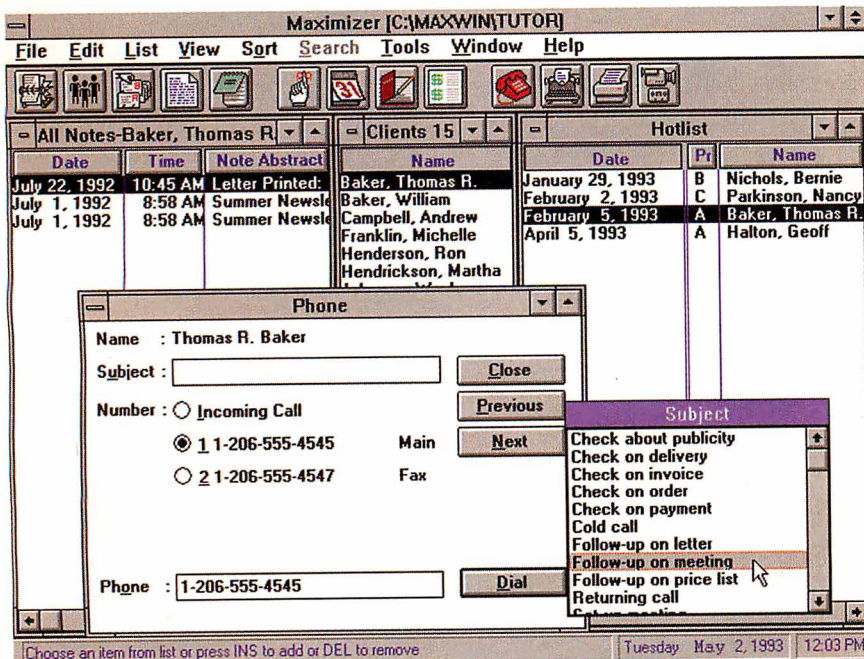 Maximizer [C:\MAXWIN\TUTOR]
File Edit List View Sort Search Tools Window Help
All Notes-Baker, Thomas R
Date Time Note Abstract
July 22, 1992 10:45 AM Letter Printed:
July 1, 1992 8:58 AM Summer Newsle
July 1, 1992 8:58 AM Summer Newsle
Clients 15
Name
Baker, Thomas R.
Baker, William
Campbell, Andrew
Franklin, Michelle
Henderson, Ron
Hendrickson, Martha
Hotlist
Date Pr Name
January 29, 1993 B Nichols, Bernie
February 2, 1993 C Parkinson, Nancy
February 5, 1993 A Baker, Thomas R.
April 5, 1993 A Halton, Geoff
Phone
Name : Thomas R. Baker
Subject :
Close
Number : Incoming Call
Previous
1 1-206-555-4545 Main
Next
2 1-206-555-4547 Fax
Phone : 1-206-555-4545
Dial
Subject
Check about publicity
Check on delivery
Check on invoice
Check on order
Check on payment
Cold call
Follow-up on letter
Follow-up on meeting
Follow-up on price list
Returning call
Choose an item from list or press INS to add or DEL to remove
Tuesday May 2, 1993 12:03 PM